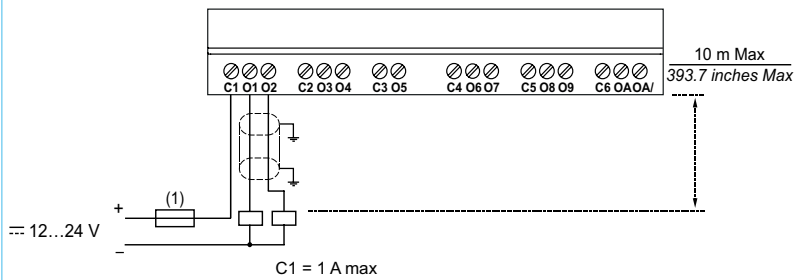 10 m Max
393.7 inches Max
C1 O1 O2 C2 O3 O4 C3 O5 C4 O6 O7 C5 O8 O9 C6 OA OA/
(1)
+
⎓ 12...24 V
–
C1 = 1 A max